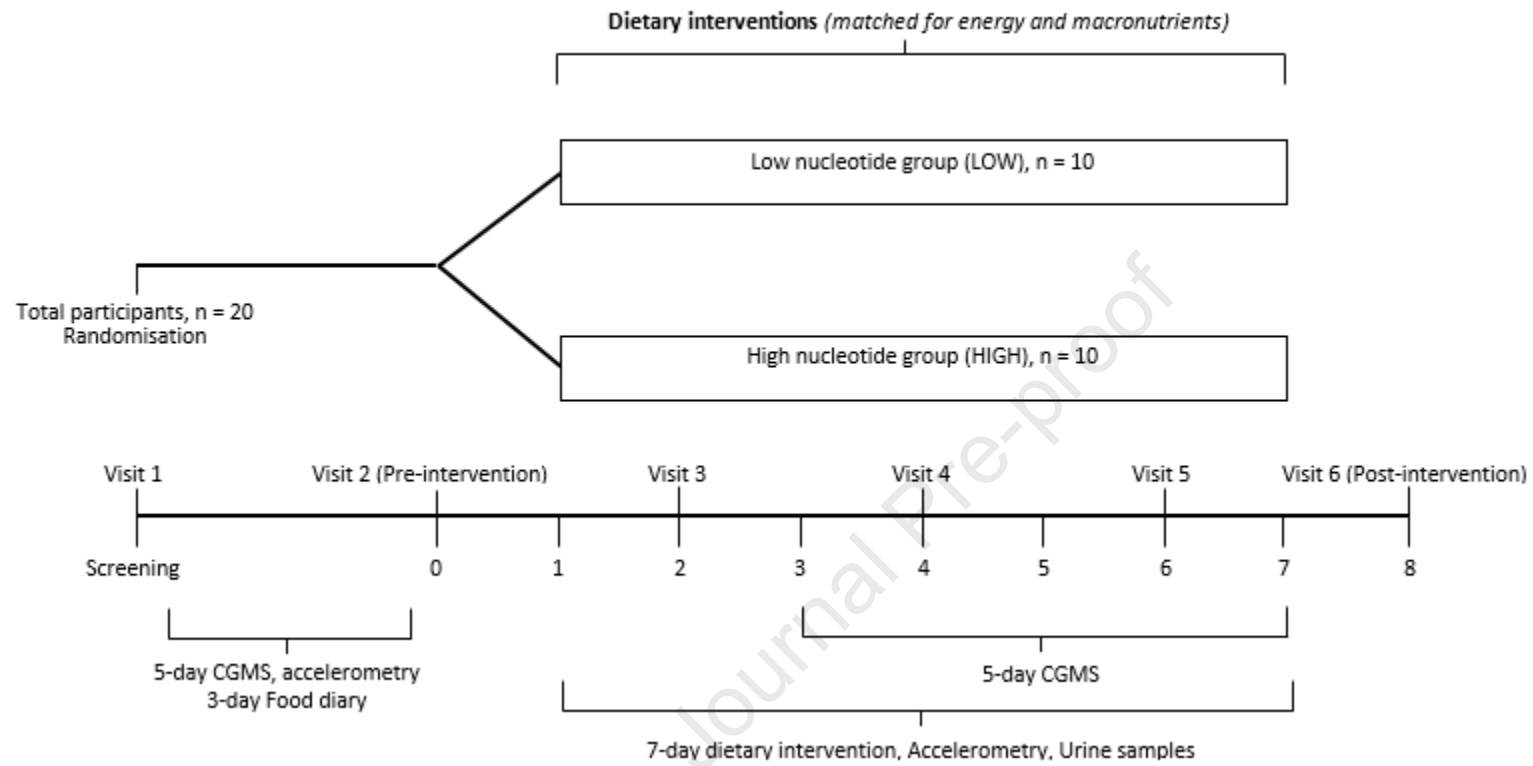 Dietary interventions (matched for energy and macronutrients)
Low nucleotide group (LOW), n = 10
Total participants, n = 20
Randomisation
High nucleotide group (HIGH), n = 10
Visit 1
Visit 2 (Pre-intervention)
Visit 3
Visit 4
Visit 5
Visit 6 (Post-intervention)
Screening
0
1
2
3
4
5
6
7
8
5-day CGMS, accelerometry
3-day Food diary
5-day CGMS
7-day dietary intervention, Accelerometry, Urine samples
Journal Pre-proof